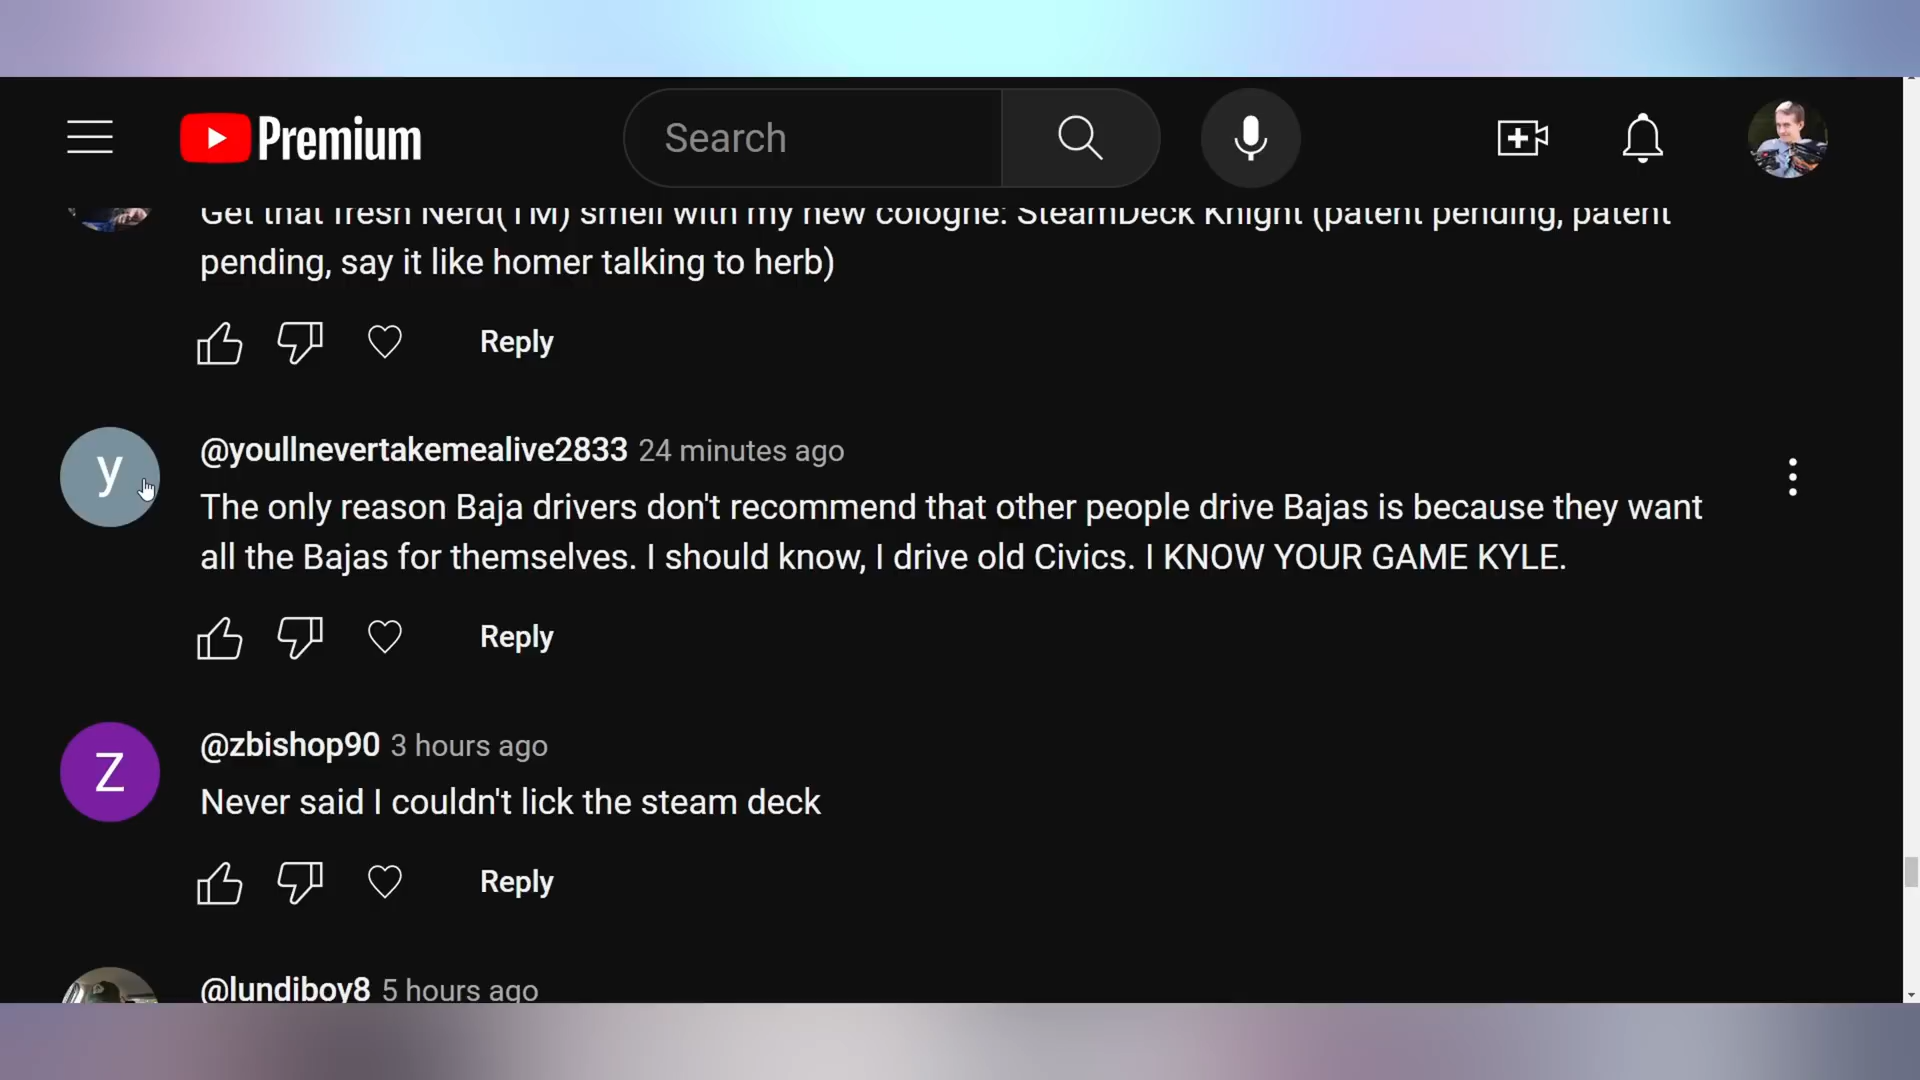 Premium
Search
Get that fresh Nerd(TM) smell with my new cologne: SteamDeck Knight (patent pending, patent
pending, say it like homer talking to herb)
Reply
y
@youllnevertakemealive2833 24 minutes ago
The only reason Baja drivers don't recommend that other people drive Bajas is because they want
all the Bajas for themselves. I should know, I drive old Civics. I KNOW YOUR GAME KYLE.
Reply
Z
@zbishop90 3 hours ago
Never said I couldn't lick the steam deck
Reply
@lundiboy8 5 hours ago